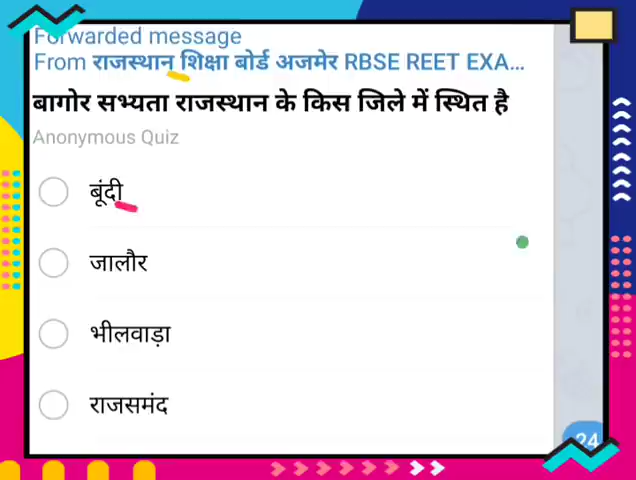 Forwarded message
From राजस्थान शिक्षा बोर्ड अजमेर RBSE REET EXA...
बागोर सभ्यता राजस्थान के किस जिले में स्थित है
Anonymous Quiz
बूंदी
जालौर
भीलवाड़ा
राजसमंद
24